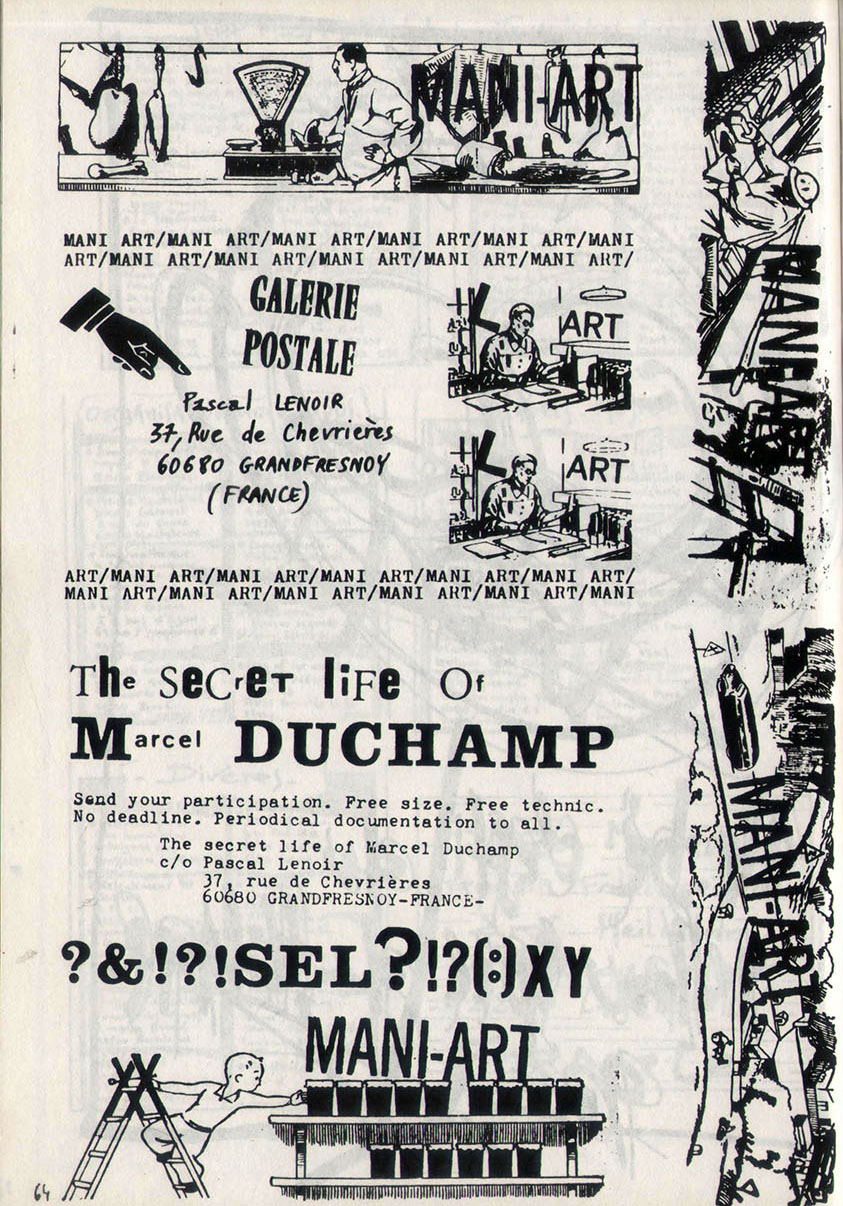 MANI-ART
MANI ART/MANI ART/MANI ART/MANI ART/MANI ART/MANI
ART/MANI ART/MANI ART/MANI ART/MANI ART/MANI ART/
GALERIE
POSTALE
Pascal LENOIR
37, Rue de Chevrières
60680 GRANDFRESNOY
(FRANCE)
ART
ART
ART/MANI ART/MANI ART/MANI ART/MANI ART/MANI ART/
MANI ART/MANI ART/MANI ART/MANI ART/MANI ART/MANI
The SECrET liFe Of
Marcel DUCHAMP
Send your participation. Free size. Free technic.
No deadline. Periodical documentation to all.
The secret life of Marcel Duchamp
c/o Pascal Lenoir
37, rue de Chevrières
60680 GRANDFRESNOY-FRANCE-
?&!?!SEL?!?(:)XY
MANI-ART
64
MANI-ART
MANI-ART